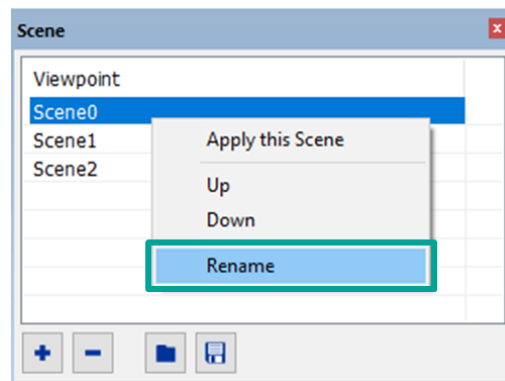 Scene
Viewpoint
Scene0
Scene1
Scene2
Apply this Scene
Up
Down
Rename